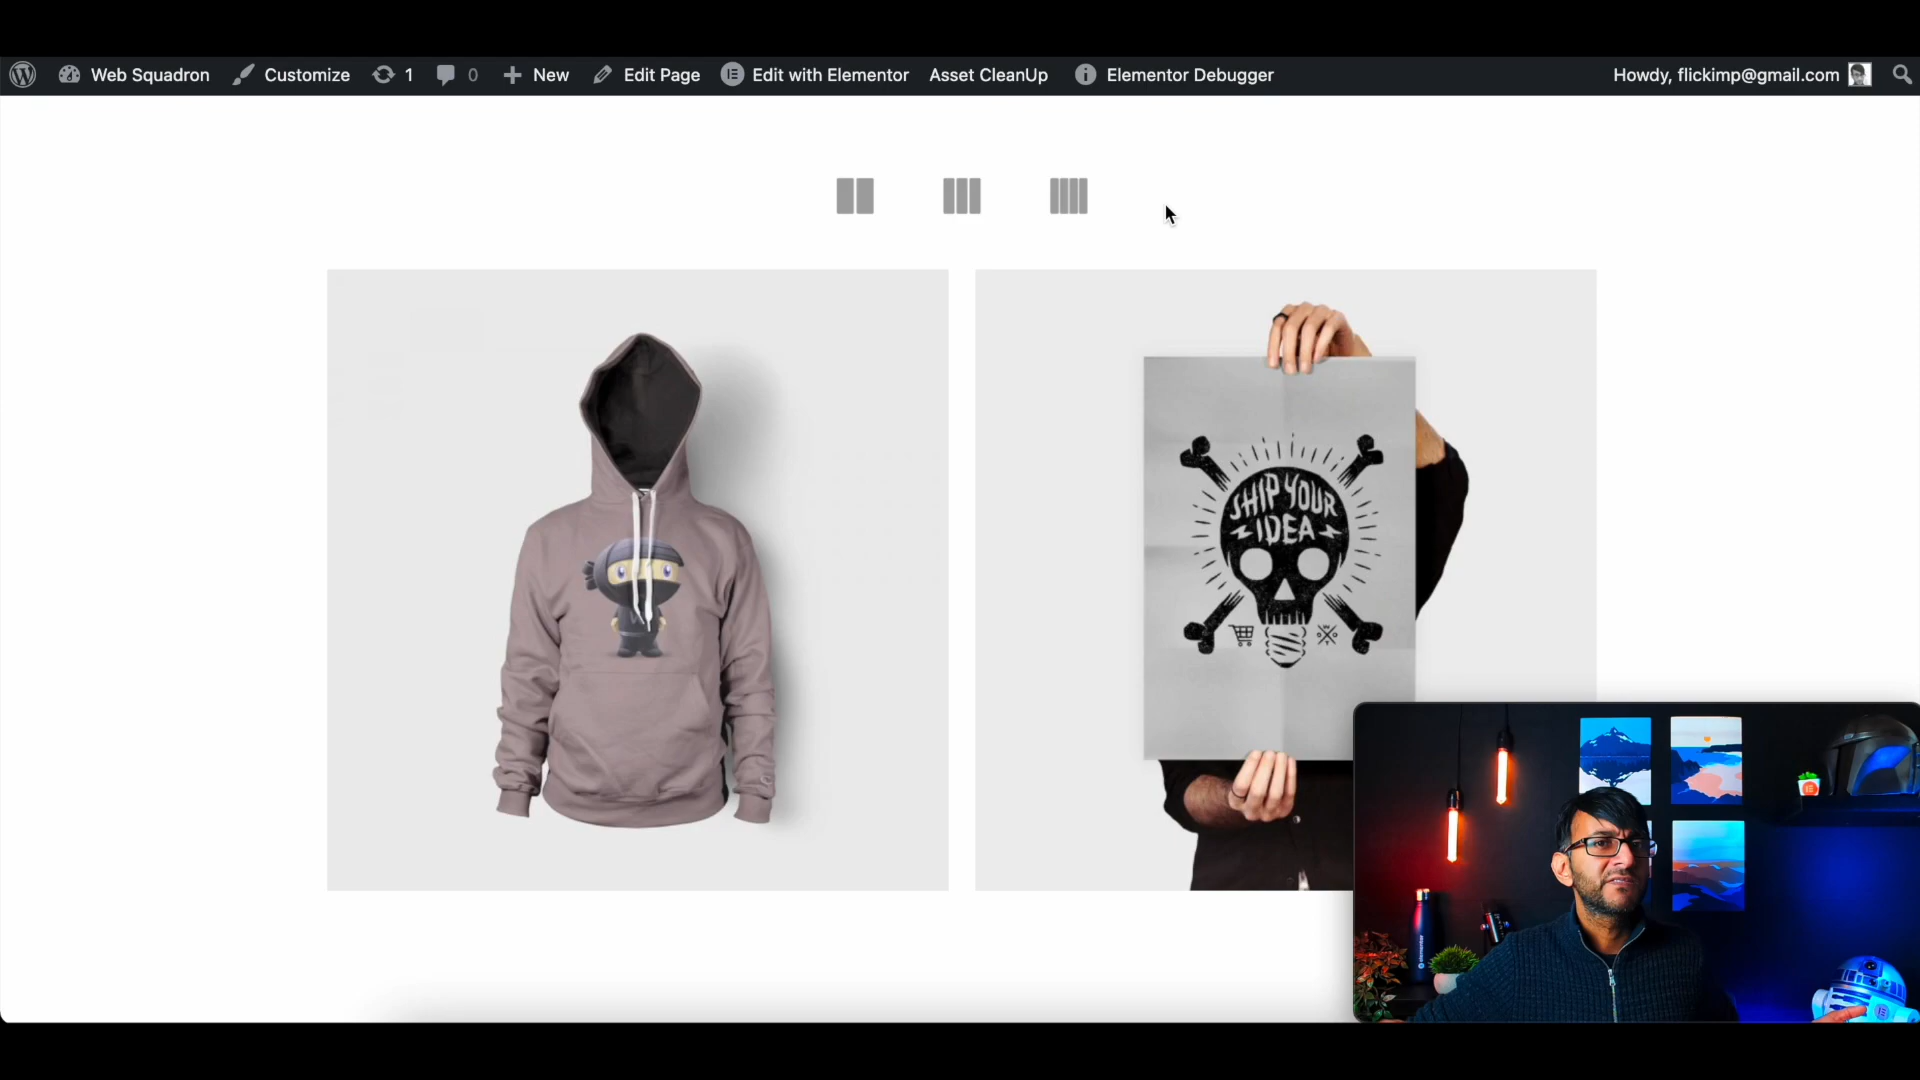 Web Squadron Customize 1 0 New Edit Page Edit with Elementor Asset CleanUp Elementor Debugger Howdy, flickimp@gmail.com
SHIP YOUR
IDEA
elementor